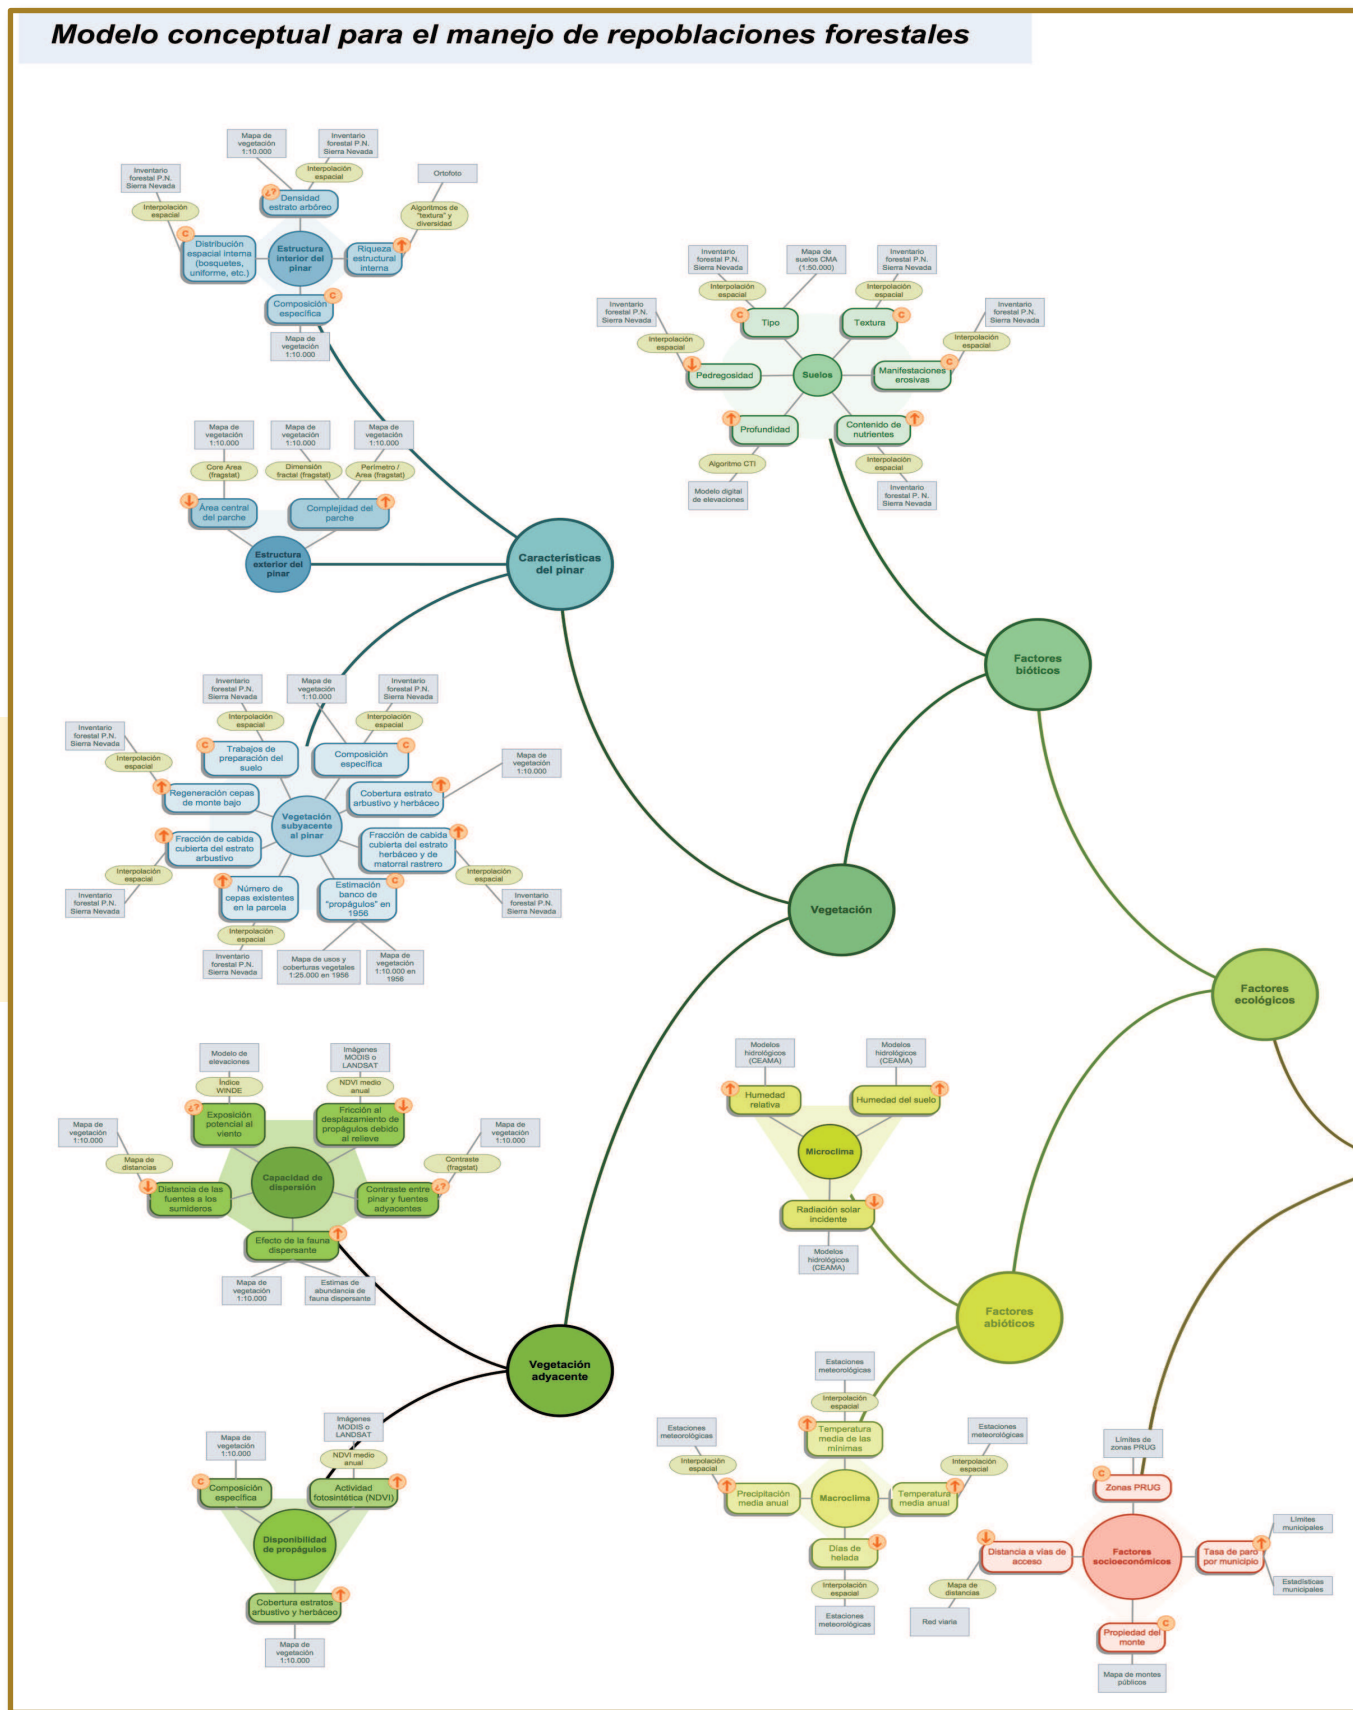 Modelo conceptual para el manejo de repoblaciones forestales
Mapa de
vegetación
1:10.000
Inventario
forestal P.N.
Sierra Nevada
Inventario
forestal P.N.
Sierra Nevada
Interpolación
espacial
Ortofoto
Interpolación
espacial
¿?
Densidad
estrato arbóreo
Algoritmos de
"textura" y
diversidad
C
Distribución
espacial interna
(bosquetes,
uniforme, etc.)
Estructura
interior del
pinar
Riqueza
estructural
interna
↑
Composición
específica
C
Mapa de
vegetación
1:10.000
Inventario
forestal P.N.
Sierra Nevada
Mapa de
suelos CMA
(1:50.000)
Inventario
forestal P.N.
Sierra Nevada
Interpolación
espacial
Interpolación
espacial
Inventario
forestal P.N.
Sierra Nevada
Inventario
forestal P.N.
Sierra Nevada
C
Tipo
Textura
C
Interpolación
espacial
Interpolación
espacial
↓
Pedregosidad
Suelos
Manifestaciones
erosivas
C
↑
Profundidad
Contenido de
nutrientes
↑
Algoritmo CTI
Interpolación
espacial
Modelo digital
de elevaciones
Inventario
forestal P. N.
Sierra Nevada
Mapa de
vegetación
1:10.000
Mapa de
vegetación
1:10.000
Mapa de
vegetación
1:10.000
Core Area
(fragstat)
Dimensión
fractal (fragstat)
Perímetro /
Area (fragstat)
↓
Área central
del parche
Complejidad del
parche
↑
Estructura
exterior del
pinar
Características
del pinar
Factores
bióticos
Inventario
forestal P.N.
Sierra Nevada
Mapa de
vegetación
1:10.000
Inventario
forestal P.N.
Sierra Nevada
Interpolación
espacial
Interpolación
espacial
Inventario
forestal P.N.
Sierra Nevada
C
Trabajos de
preparación del
suelo
Composición
específica
C
Mapa de
vegetación
1:10.000
Interpolación
espacial
↑
Regeneración cepas
de monte bajo
Cobertura estrato
arbustivo y herbáceo
↑
Vegetación
subyacente
al pinar
↑
Fracción de cabida
cubierta del estrato
arbustivo
Fracción de cabida
cubierta del estrato
herbáceo y de
matorral rastrero
↑
Interpolación
espacial
Interpolación
espacial
↑
Número de
cepas existentes
en la parcela
Estimación
banco de
"propágulos" en
1956
C
Inventario
forestal P.N.
Sierra Nevada
Inventario
forestal P.N.
Sierra Nevada
Interpolación
espacial
Inventario
forestal P.N.
Sierra Nevada
Mapa de usos y
coberturas vegetales
1:25.000 en 1956
Mapa de
vegetación
1:10.000 en
1956
Vegetación
Factores
ecológicos
Modelo de
elevaciones
Imágenes
MODIS o
LANDSAT
Índice
WINDE
NDVI medio
anual
¿?
Exposición
potencial al
viento
Fricción al
desplazamiento de
propágulos debido
al relieve
↓
Mapa de
vegetación
1:10.000
Mapa de
vegetación
1:10.000
Mapa de
distancias
Contraste
(fragstat)
Capacidad de
dispersión
↓
Distancia de las
fuentes a los
sumideros
Contraste entre
pinar y fuentes
adyacentes
¿?
Efecto de la fauna
dispersante
↑
Mapa de
vegetación
1:10.000
Estimas de
abundancia de
fauna dispersante
Modelos
hidrológicos
(CEAMA)
Modelos
hidrológicos
(CEAMA)
↑
Humedad
relativa
Humedad del suelo
↑
Microclima
Radiación solar
incidente
↓
Modelos
hidrológicos
(CEAMA)
Factores
abióticos
Vegetación
adyacente
Imágenes
MODIS o
LANDSAT
Mapa de
vegetación
1:10.000
NDVI medio
anual
C
Composición
específica
Actividad
fotosintética (NDVI)
↑
Disponibilidad
de propágulos
Cobertura estratos
arbustivo y herbáceo
↑
Mapa de
vegetación
1:10.000
Estaciones
meteorológicas
Interpolación
espacial
Estaciones
meteorológicas
↑
Temperatura
media de las
mínimas
Estaciones
meteorológicas
Interpolación
espacial
Interpolación
espacial
↑
Precipitación
media anual
Macroclima
Temperatura
media anual
↑
Días de
helada
↓
Interpolación
espacial
Estaciones
meteorológicas
Límites de
zonas PRUG
C
Zonas PRUG
Límites
municipales
↓
Distancia a vías de
acceso
Factores
socioeconómicos
Tasa de paro
por municipio
↑
Mapa de
distancias
Estadísticas
municipales
Red viaria
Propiedad del
monte
C
Mapa de montes
públicos